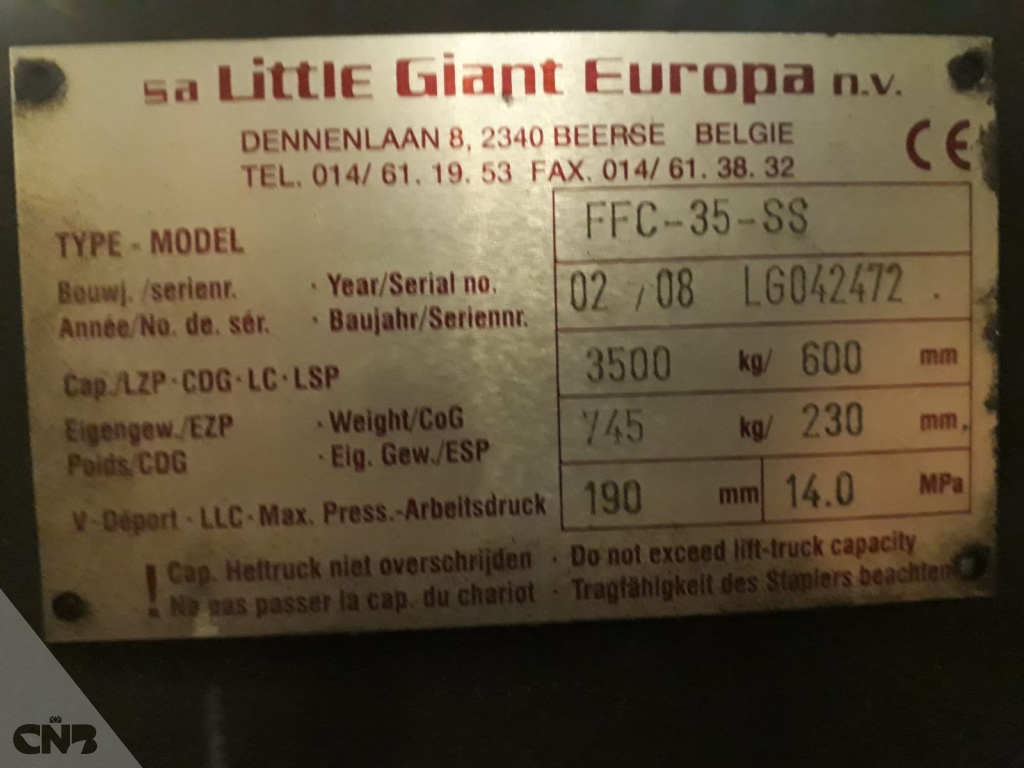 sa Little Giant Europa n.v.
DENNENLAAN 8, 2340 BEERSE BELGIE
TEL. 014/ 61. 19. 53 FAX. 014/ 61. 38. 32
CE
TYPE - MODEL FFC-35-SS
Bouwj./serienr. · Year/Serial no. 02 / 08 LG042472 .
Année/No. de. sér. · Baujahr/Seriennr.
Cap./LZP · CDG · LC · LSP 3500 kg/ 600 mm
Eigengew./EZP · Weight/CoG 745 kg/ 230 mm.
Poids/CDG · Eig. Gew./ESP
V - Déport · LLC · Max. Press.-Arbeitsdruck 190 mm 14.0 MPa
! Cap. Heftruck niet overschrijden · Do not exceed lift-truck capacity
Ne pas passer la cap. du chariot · Tragfähigkeit des Staplers beachten
CNB